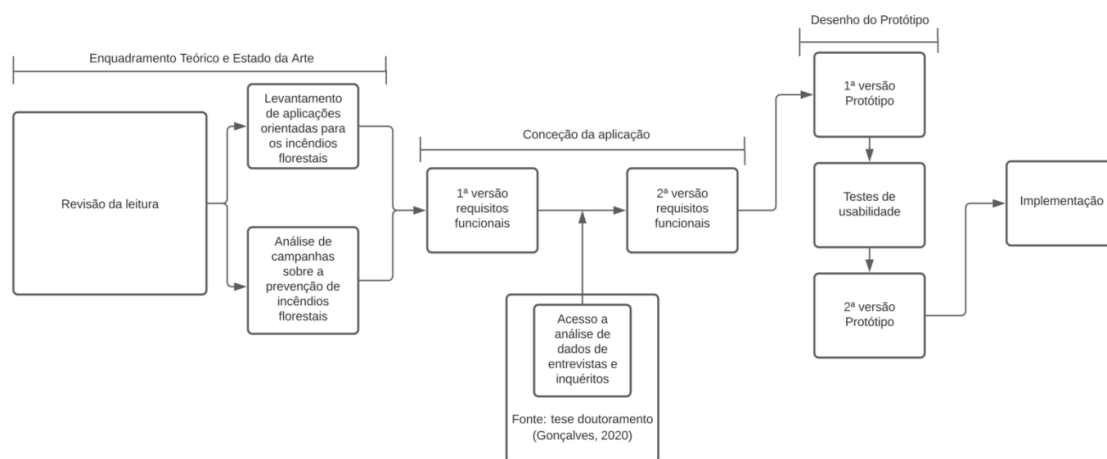 Desenho do Protótipo
Enquadramento Teórico e Estado da Arte
Revisão da leitura
Levantamento
de aplicações
orientadas para
os incêndios
florestais
Análise de
campanhas
sobre a
prevenção de
incêndios
florestais
Conceção da aplicação
1ª versão
requisitos
funcionais
2ª versão
requisitos
funcionais
Acesso a
análise de
dados de
entrevistas e
inquéritos
Fonte: tese doutoramento
(Gonçalves, 2020)
1ª versão
Protótipo
Testes de
usabilidade
2ª versão
Protótipo
Implementação